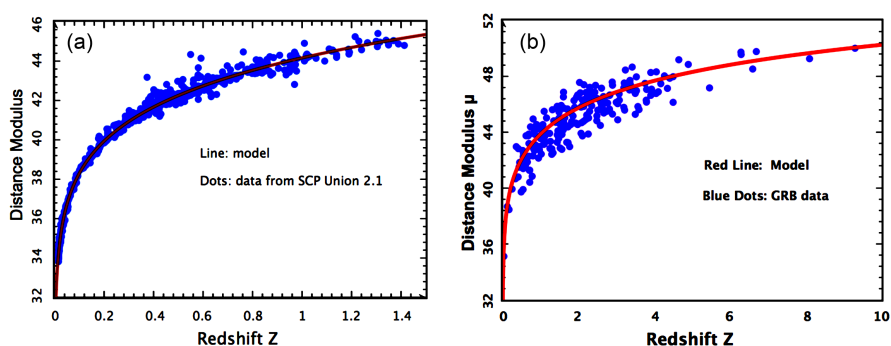 (a)
46
44
42
40
38
36
34
32
Distance Modulus
Line: model
Dots: data from SCP Union 2.1
0 0.2 0.4 0.6 0.8 1 1.2 1.4
Redshift Z
(b)
52
48
44
40
36
32
Distance Modulus µ
Red Line: Model
Blue Dots: GRB data
0 2 4 6 8 10
Redshift Z